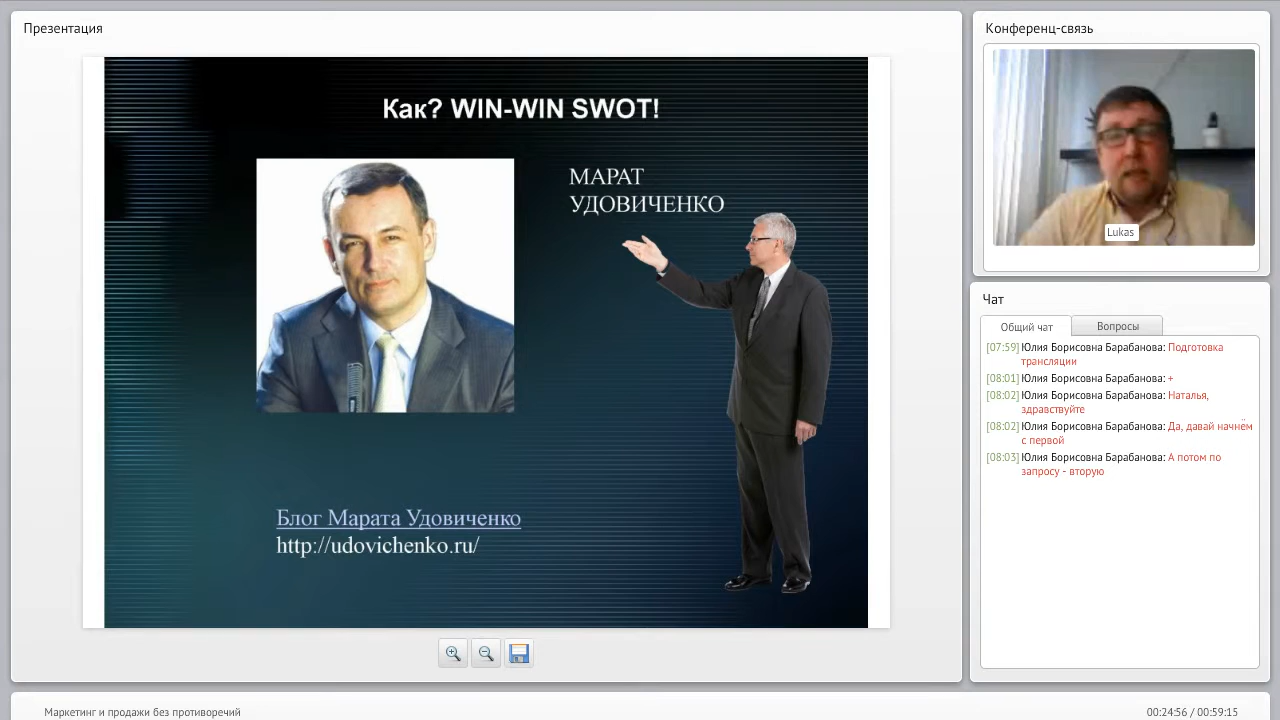 Презентация
Как? WIN-WIN SWOT!
МАРАТ
УДОВИЧЕНКО
Блог Марата Удовиченко
http://udovichenko.ru/
Конференц-связь
Lukas
Чат
Общий чат
Вопросы
[07:59] Юлия Борисовна Барабанова: Подготовка
трансляции
[08:01] Юлия Борисовна Барабанова: +
[08:02] Юлия Борисовна Барабанова: Наталья,
здравствуйте
[08:02] Юлия Борисовна Барабанова: Да, давай начнём
с первой
[08:03] Юлия Борисовна Барабанова: А потом по
запросу - вторую
Маркетинг и продажи без противоречий
00:24:56 / 00:59:15